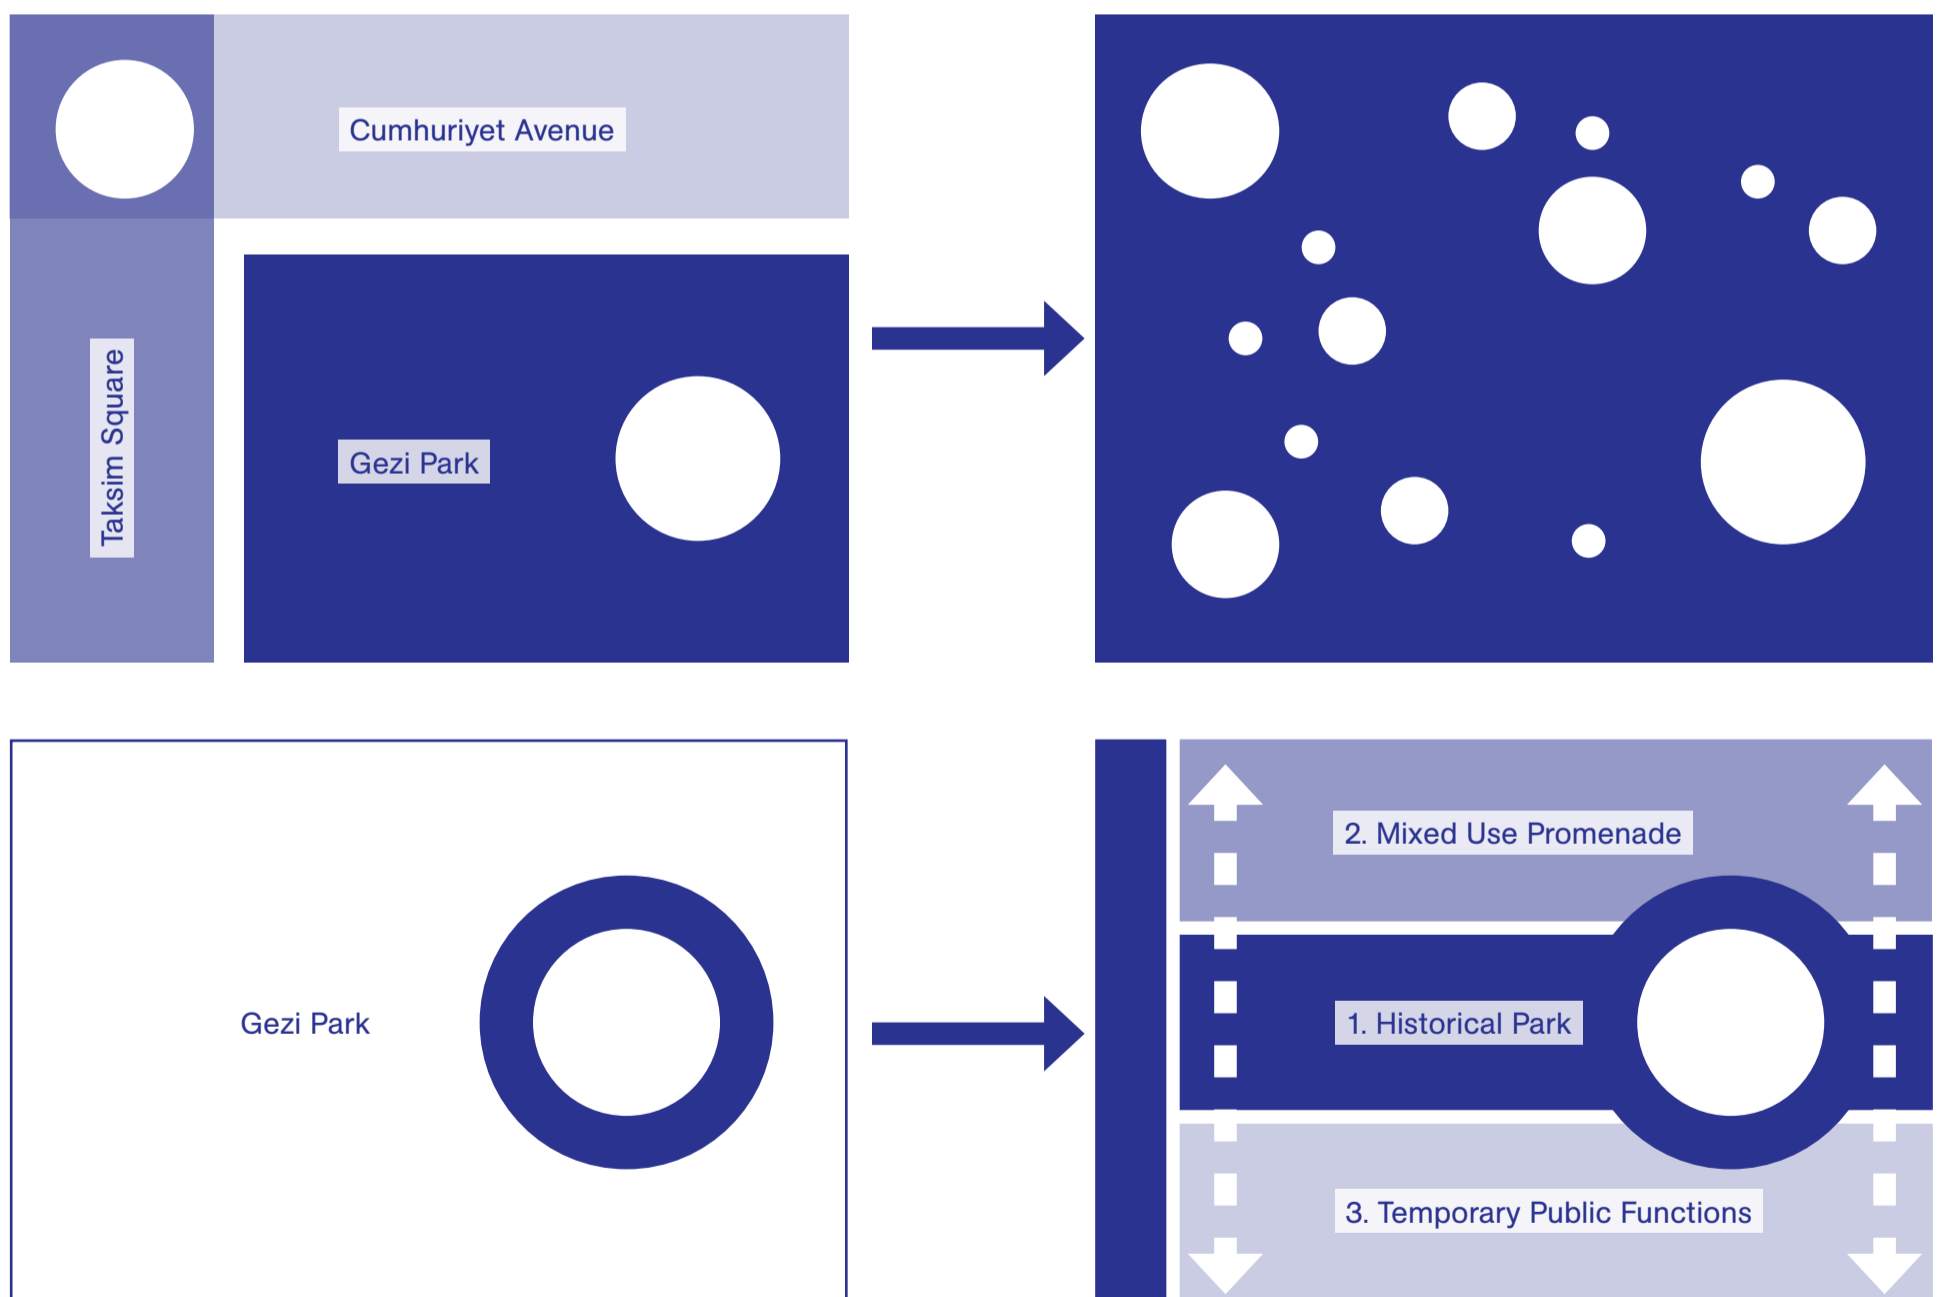 Cumhuriyet Avenue
Taksim Square
Gezi Park
Gezi Park
2. Mixed Use Promenade
1. Historical Park
3. Temporary Public Functions